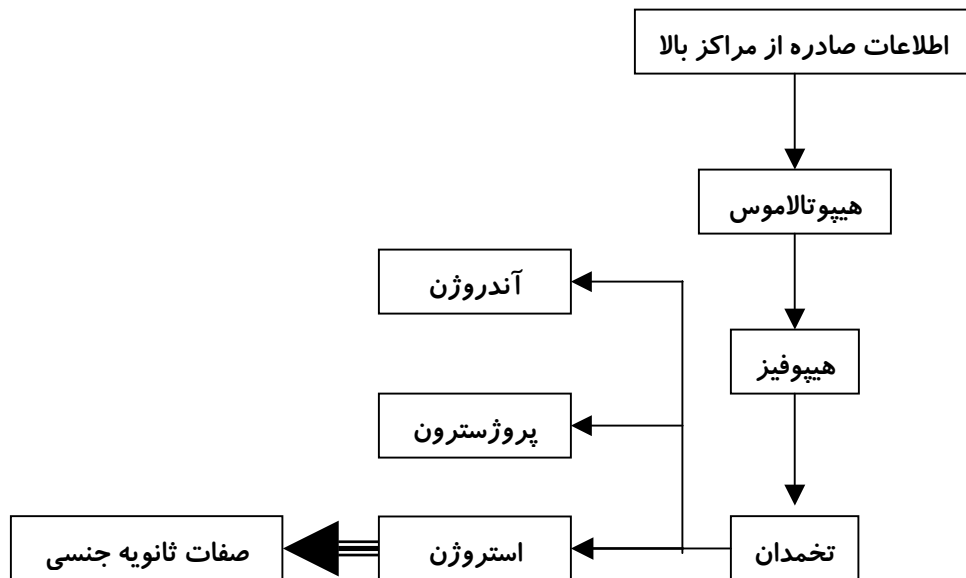 اطلاعات صادره از مراکز بالا
هیپوتالاموس
آندروژن
هیپوفیز
پروژسترون
تخمدان
استروژن
صفات ثانویه جنسی